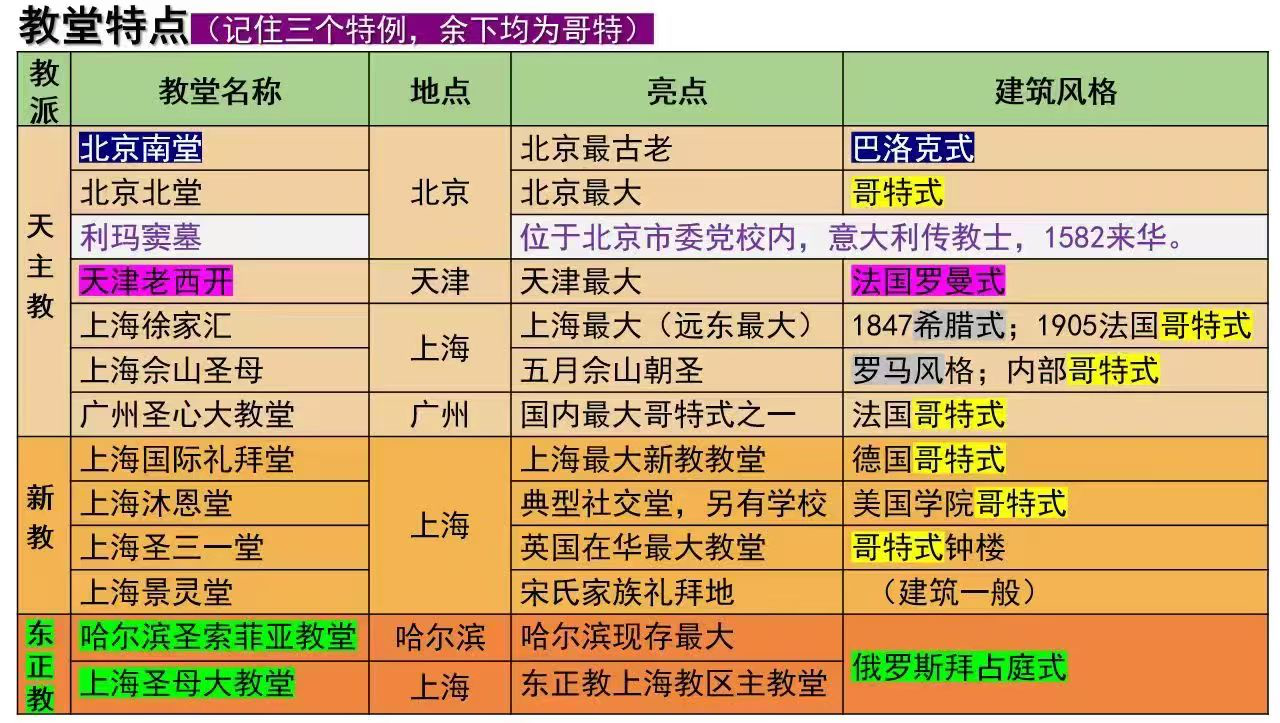 教堂特点（记住三个特例，余下均为哥特）
教派 教堂名称 地点 亮点 建筑风格
天主教 北京南堂 北京 北京最古老 巴洛克式
北京北堂 北京最大 哥特式
利玛窦墓 位于北京市委党校内，意大利传教士，1582来华。
天津老西开 天津 天津最大 法国罗曼式
上海徐家汇 上海 上海最大（远东最大） 1847希腊式；1905法国哥特式
上海佘山圣母 五月佘山朝圣 罗马风格；内部哥特式
广州圣心大教堂 广州 国内最大哥特式之一 法国哥特式
新教 上海国际礼拜堂 上海 上海最大新教教堂 德国哥特式
上海沐恩堂 典型社交堂，另有学校 美国学院哥特式
上海圣三一堂 英国在华最大教堂 哥特式钟楼
上海景灵堂 宋氏家族礼拜地 （建筑一般）
东正教 哈尔滨圣索菲亚教堂 哈尔滨 哈尔滨现存最大 俄罗斯拜占庭式
上海圣母大教堂 上海 东正教上海教区主教堂